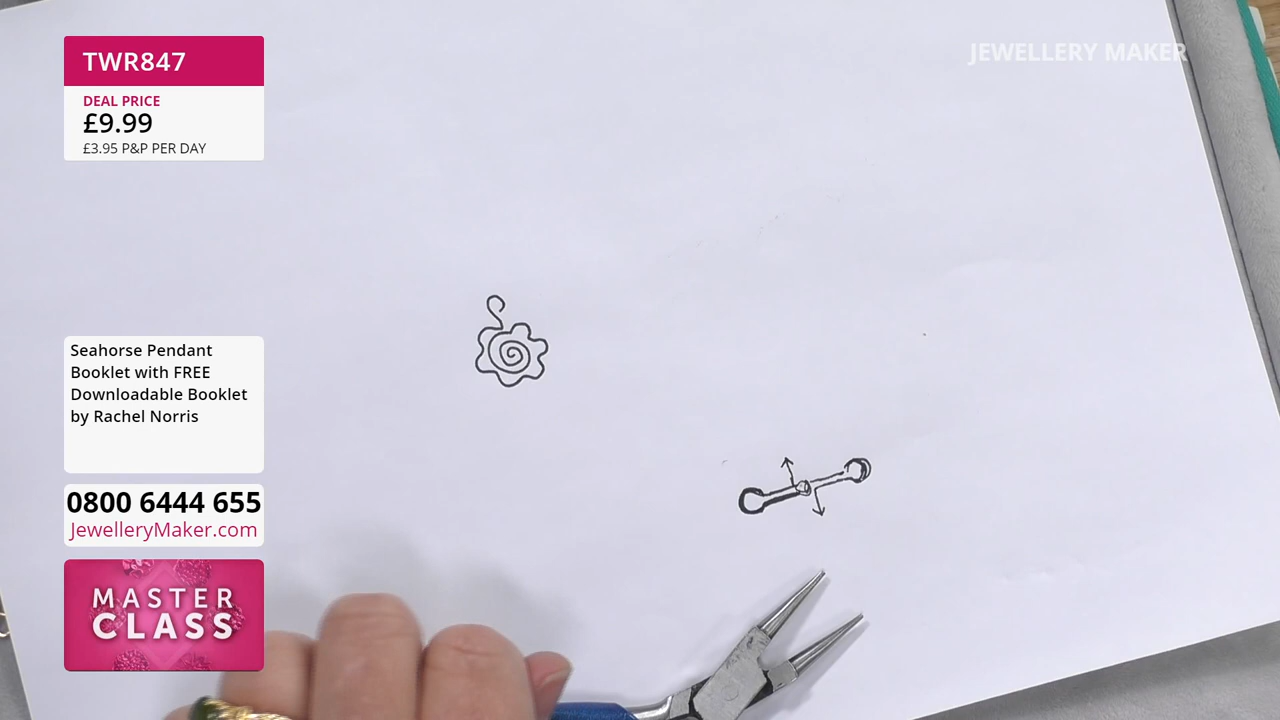 TWR847
DEAL PRICE
£9.99
£3.95 P&P PER DAY
JEWELLERY MAKER
Seahorse Pendant
Booklet with FREE
Downloadable Booklet
by Rachel Norris
0800 6444 655
JewelleryMaker.com
MASTER
CLASS